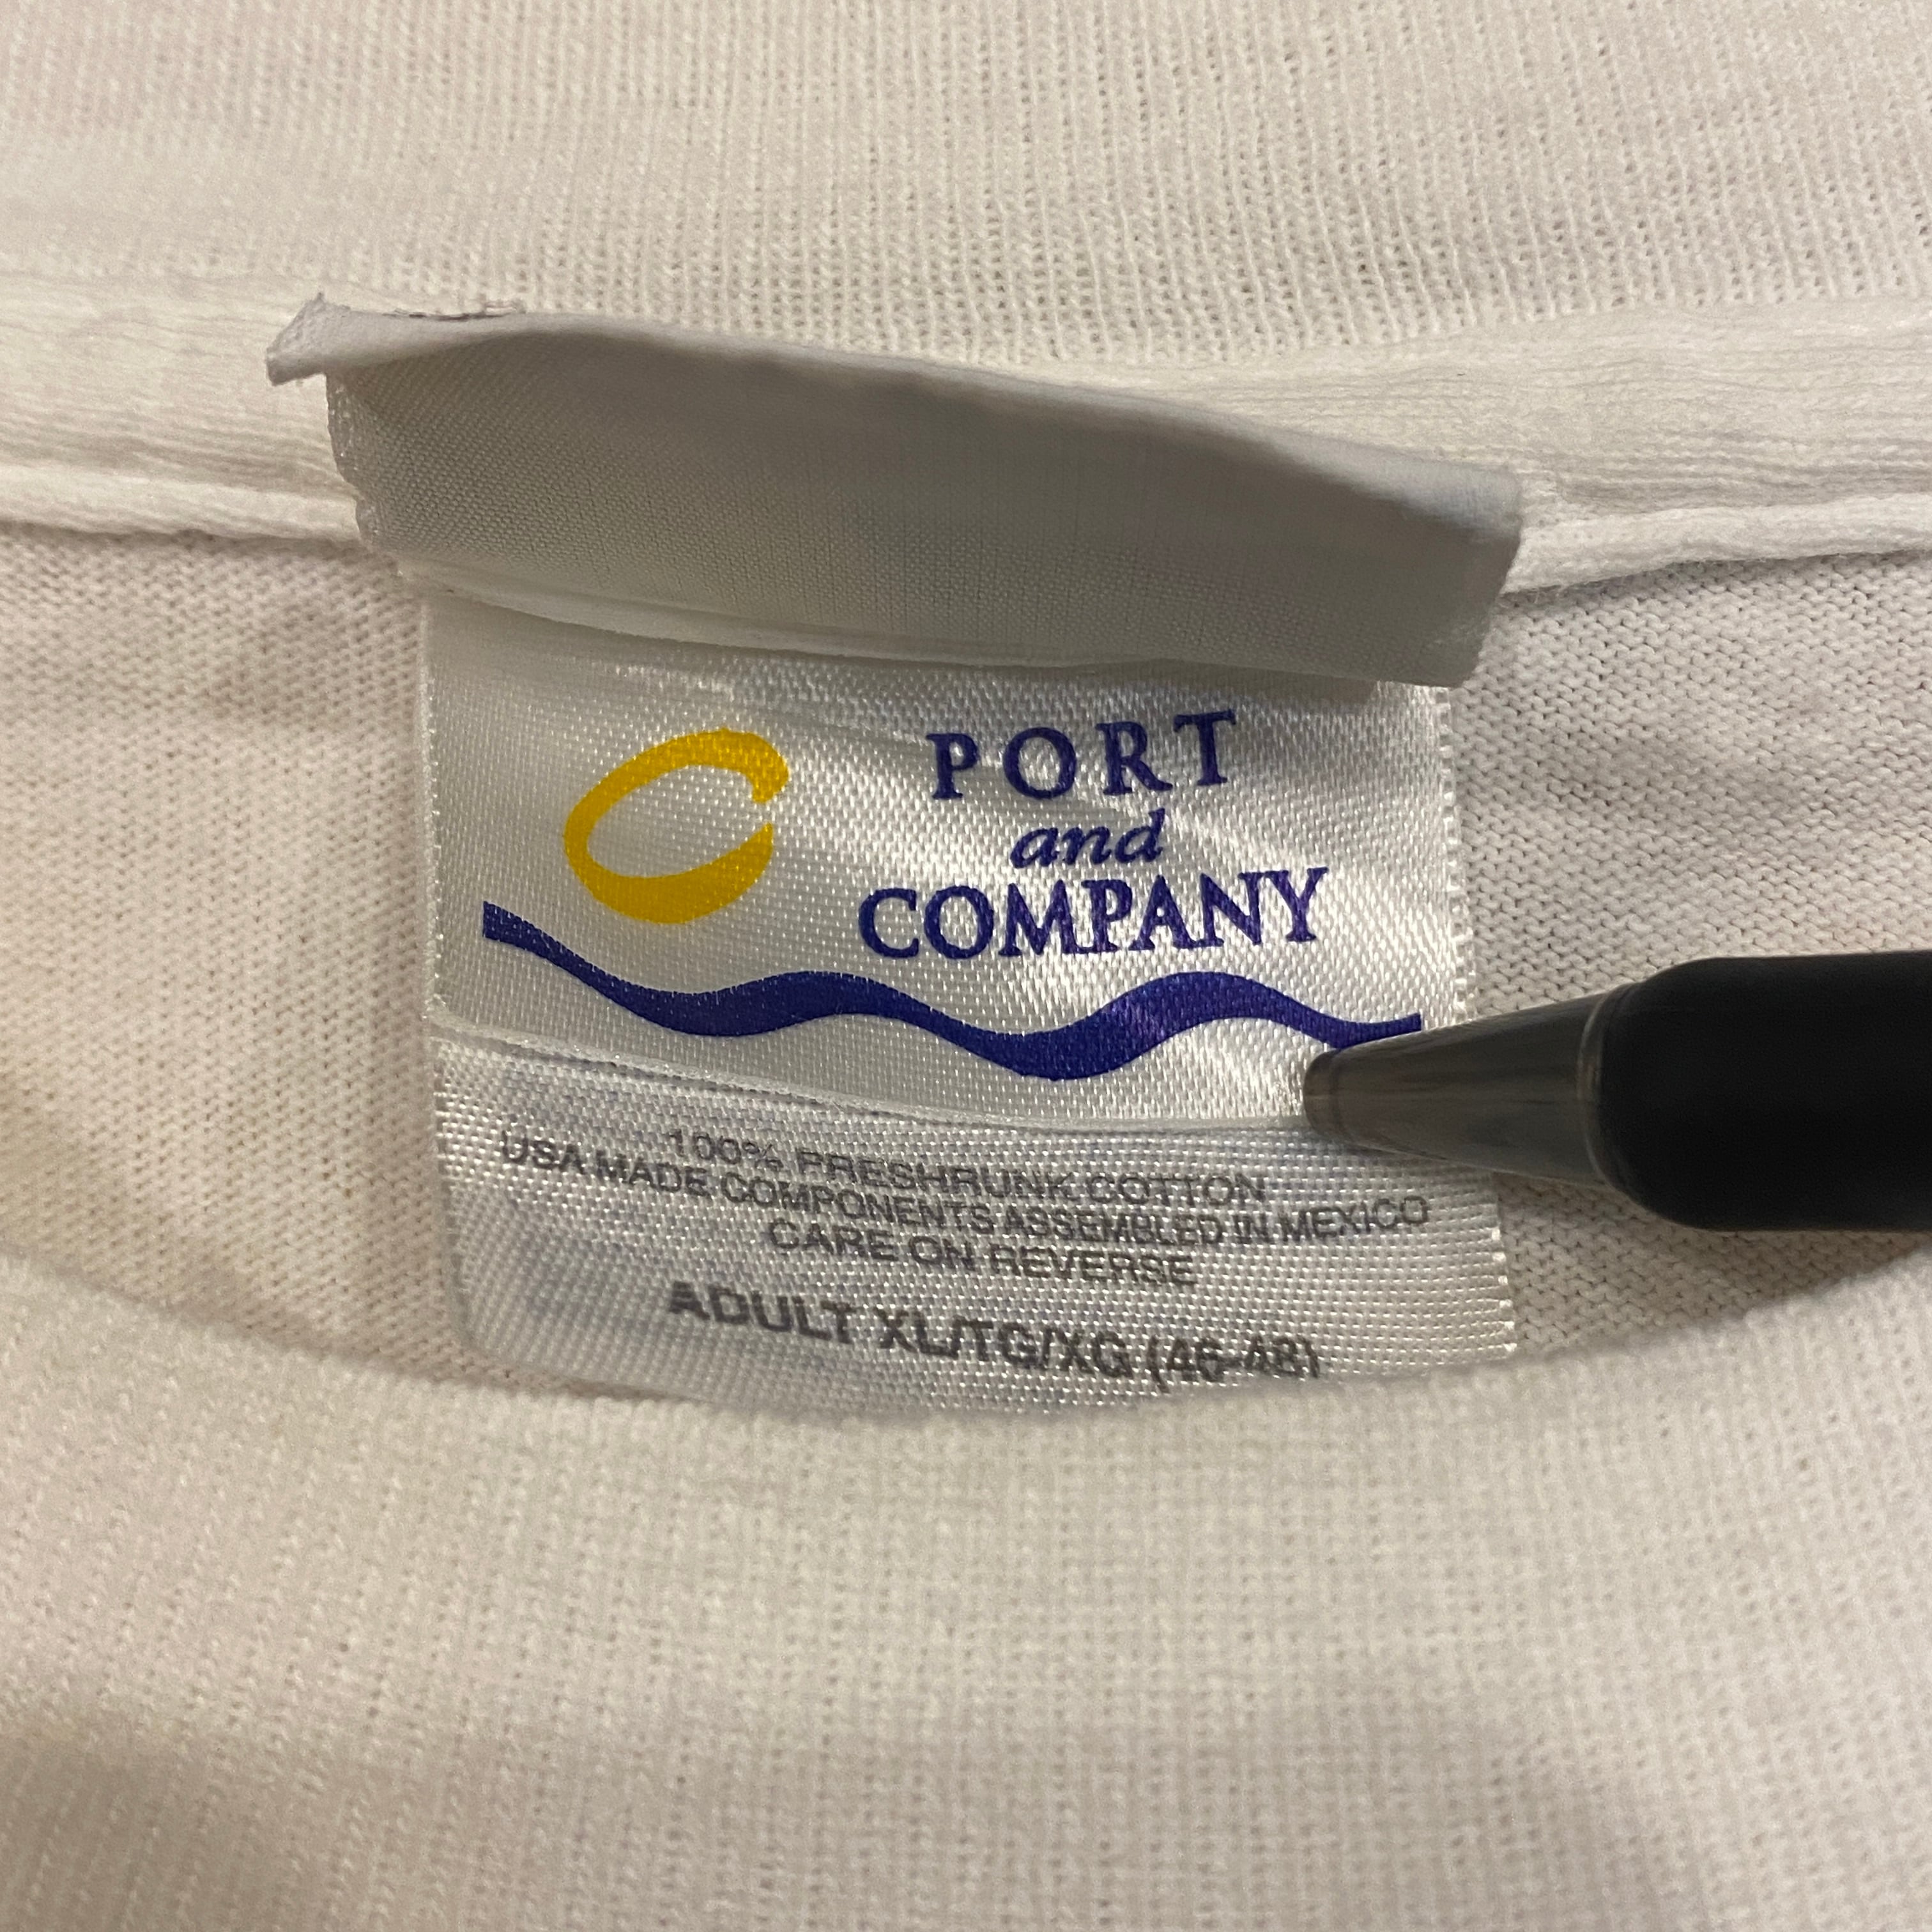 PORT
and
COMPANY
100% PRESHRUNK COTTON
USA MADE COMPONENTS ASSEMBLED IN MEXICO
CARE ON REVERSE
ADULT XL/TG/XG (46-48)